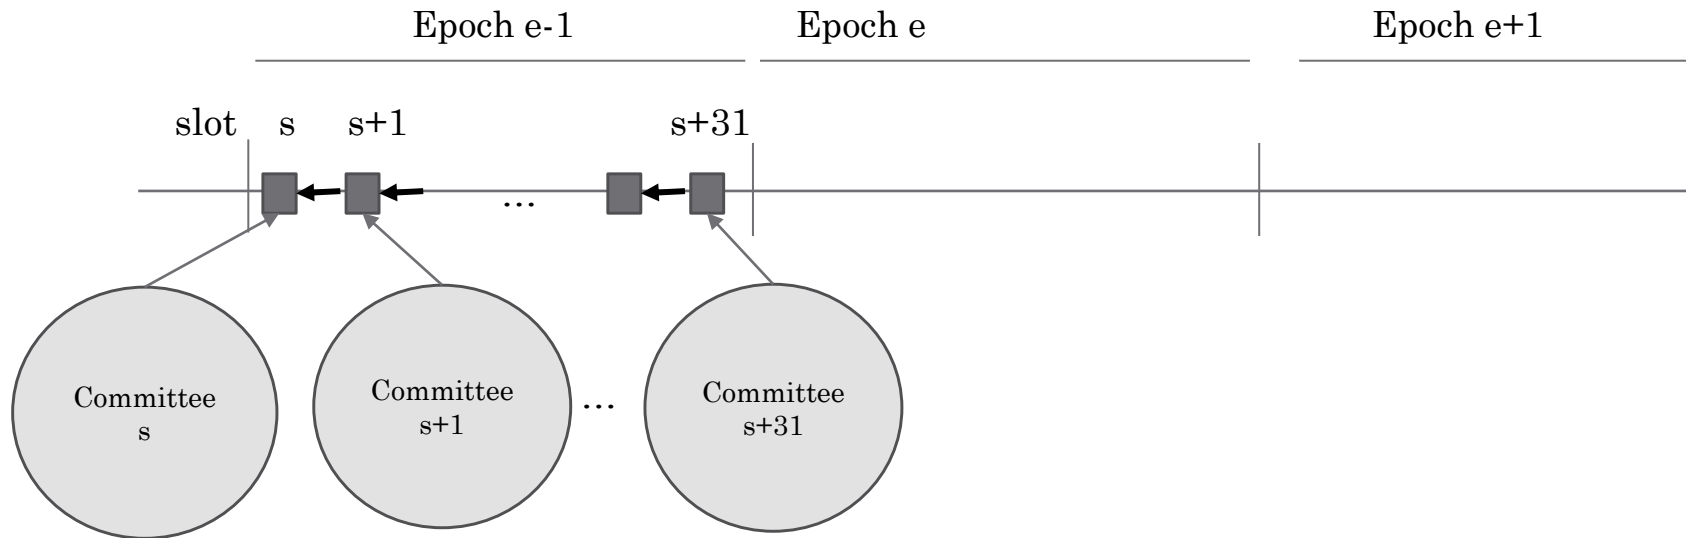 Epoch e-1
Epoch e
Epoch e+1
slot
s
s+1
s+31
...
Committee
s
Committee
s+1
...
Committee
s+31